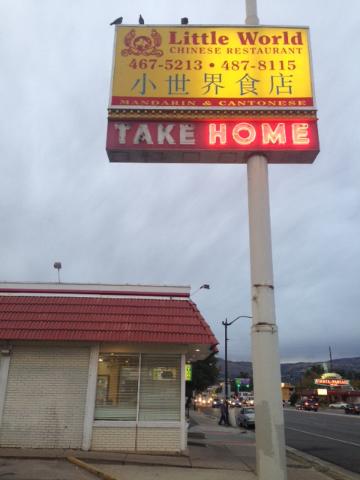 Little World
CHINESE RESTAURANT
467-5213 • 487-8115
小世界食店
MANDARIN & CANTONESE
TAKE HOME